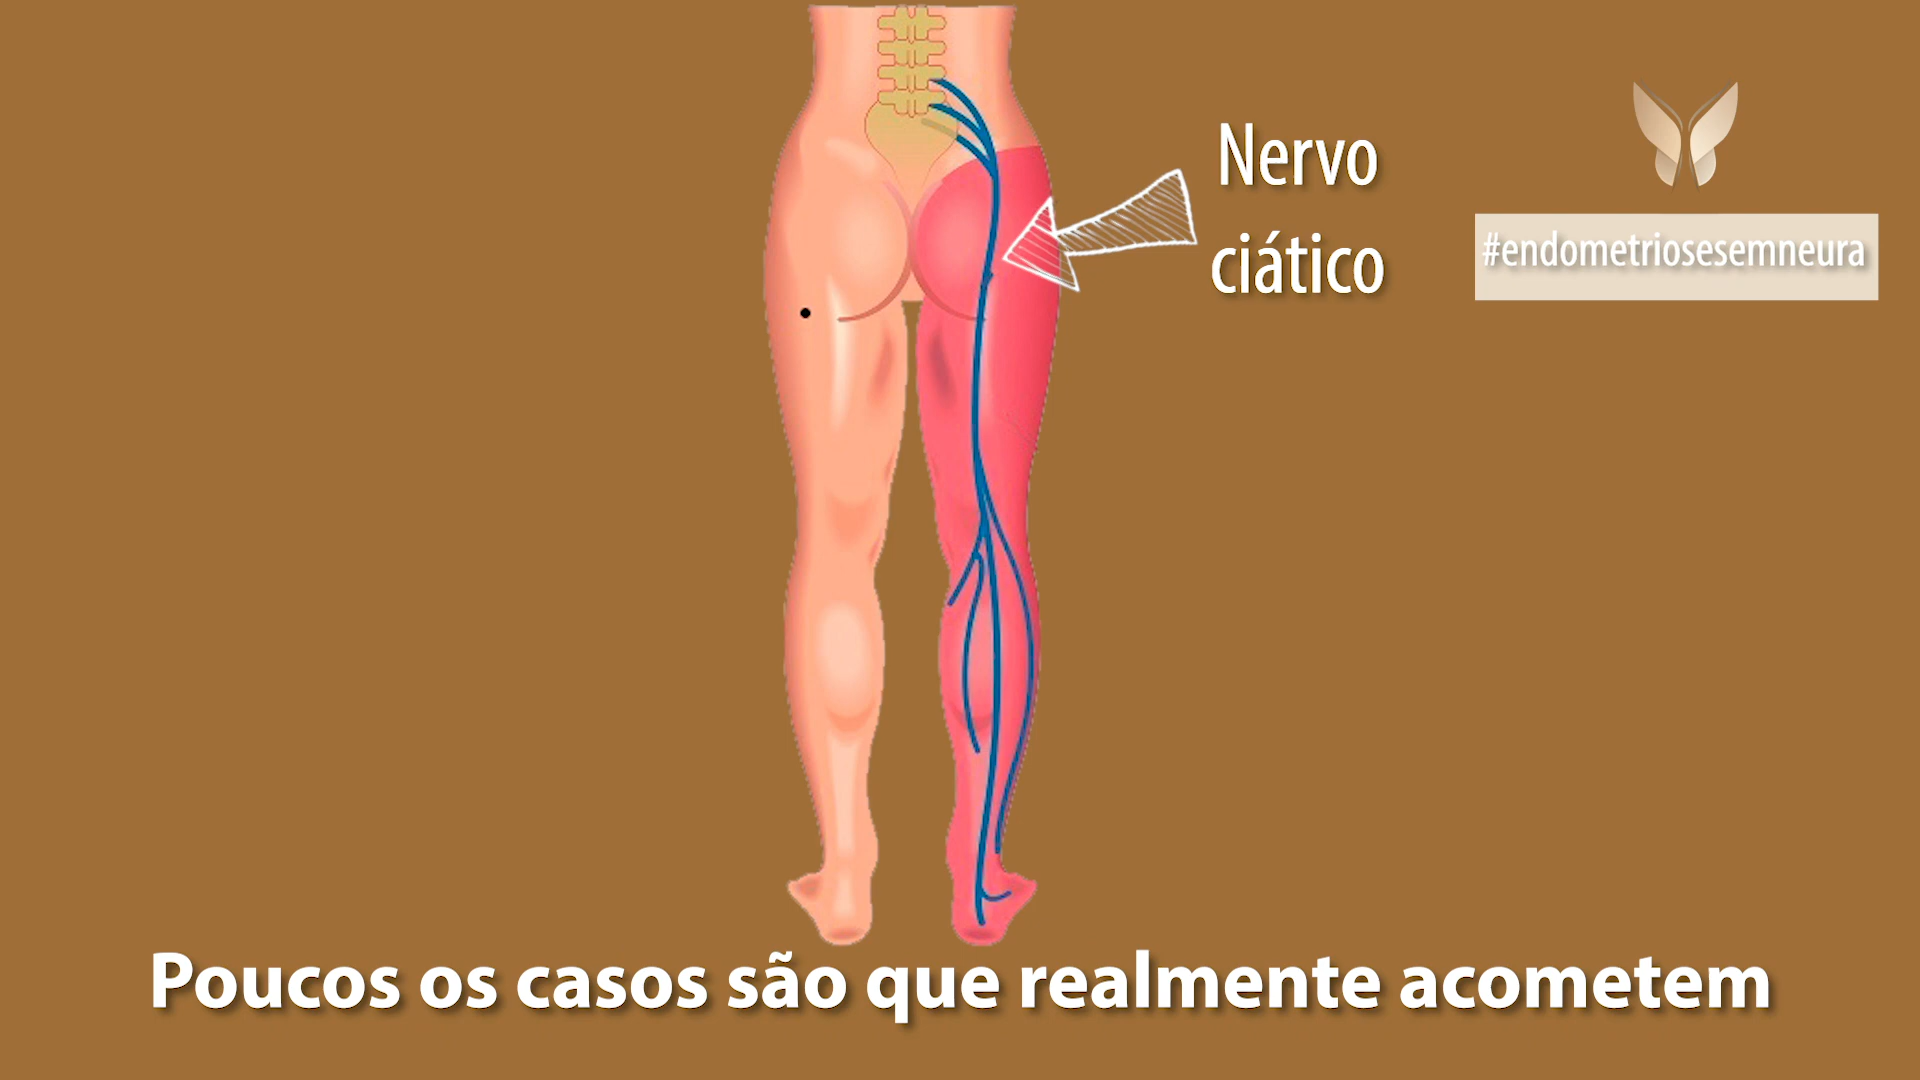 Nervo
ciático
#endometriosesemneura
Poucos os casos são que realmente acometem